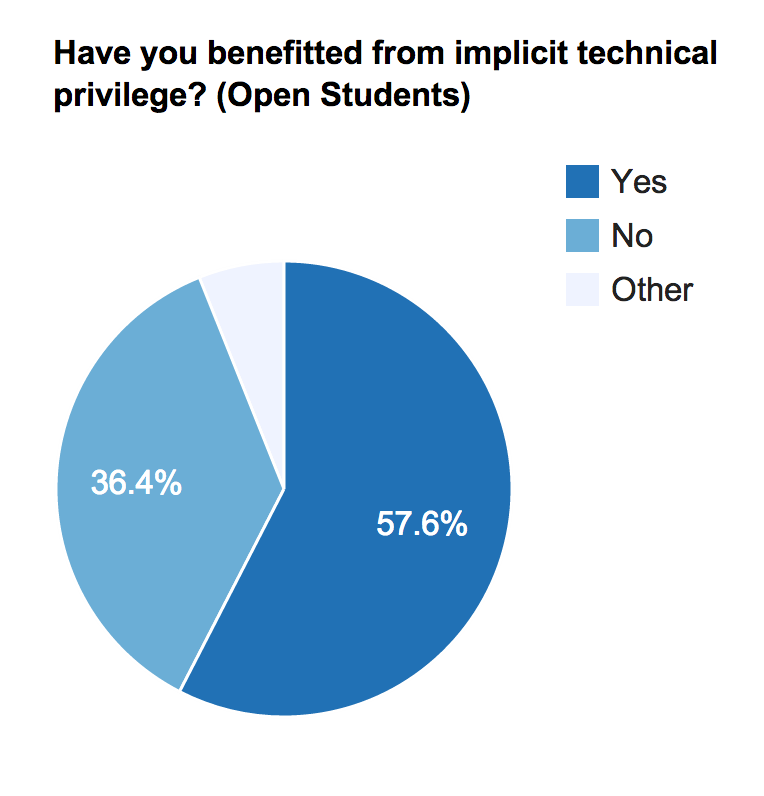 Have you benefitted from implicit technical
privilege? (Open Students)
Yes
No
Other
36.4%
57.6%